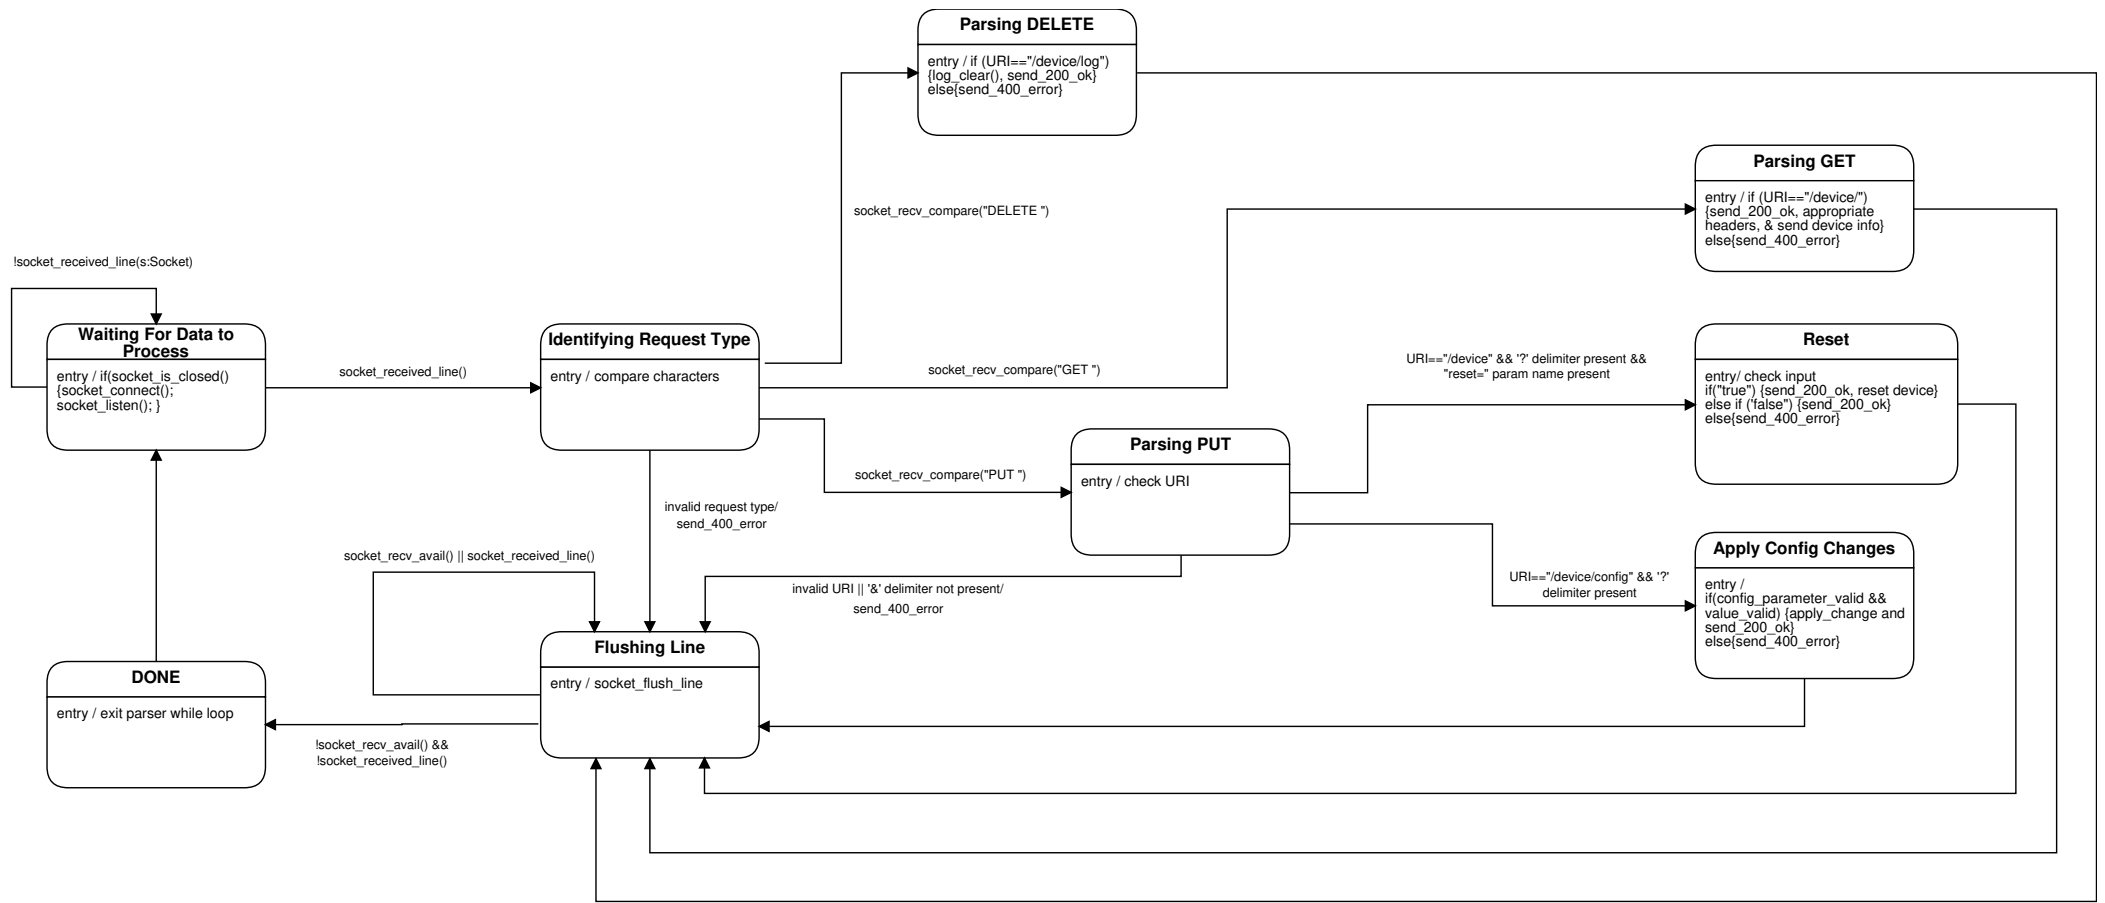 Parsing DELETE
entry / if (URI=="/device/log")
{log_clear(), send_200_ok}
else{send_400_error}
Parsing GET
entry / if (URI=="/device/")
{send_200_ok, appropriate
headers, & send device info}
else{send_400_error}
socket_recv_compare("DELETE ")
!socket_received_line(s:Socket)
Waiting For Data to
Process
entry / if(socket_is_closed()
{socket_connect();
socket_listen(); }
socket_received_line()
Identifying Request Type
entry / compare characters
socket_recv_compare("GET ")
URI=="/device" && '?' delimiter present &&
"reset=" param name present
Reset
entry/ check input
if("true") {send_200_ok, reset device}
else if ('false") {send_200_ok}
else{send_400_error}
Parsing PUT
entry / check URI
socket_recv_compare("PUT ")
invalid request type/
send_400_error
socket_recv_avail() || socket_received_line()
invalid URI || '&' delimiter not present/
send_400_error
URI=="/device/config" && '?'
delimiter present
Apply Config Changes
entry /
if(config_parameter_valid &&
value_valid) {apply_change and
send_200_ok}
else{send_400_error}
Flushing Line
entry / socket_flush_line
DONE
entry / exit parser while loop
!socket_recv_avail() &&
!socket_received_line()